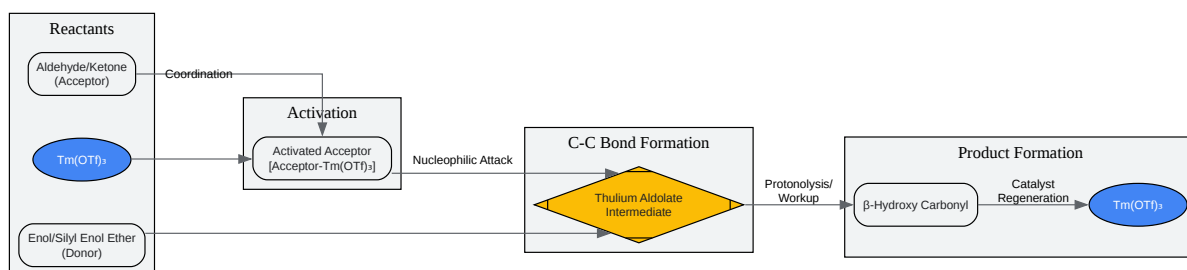 Reactants
Aldehyde/Ketone
(Acceptor)
Coordination
Tm(OTf)₃
Enol/Silyl Enol Ether
(Donor)
Activation
Activated Acceptor
[Acceptor-Tm(OTf)₃]
Nucleophilic Attack
C-C Bond Formation
Thulium Aldolate
Intermediate
Protonolysis/
Workup
Product Formation
β-Hydroxy Carbonyl
Catalyst
Regeneration
Tm(OTf)₃